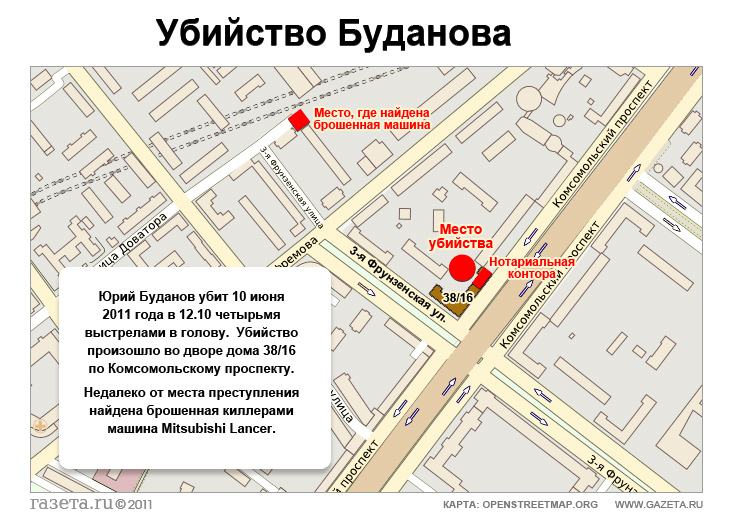 Убийство Буданова
Место, где найдена
брошенная машина
Комсомольский проспект
3-я Фрунзенская улица
Место
убийства
Нотариальная
контора
38/16
3-я Фрунзенская ул.
Комсомольский проспект
улица Доватора
Ефремова
Юрий Буданов убит 10 июня
2011 года в 12.10 четырьмя
выстрелами в голову. Убийство
произошло во дворе дома 38/16
по Комсомольскому проспекту.
Недалеко от места преступления
найдена брошенная киллерами
машина Mitsubishi Lancer.
улица
проспект
3-я Фрунзенская
газета.ru ©2011
КАРТА: OPENSTREETMAP.ORG
WWW.GAZETA.RU